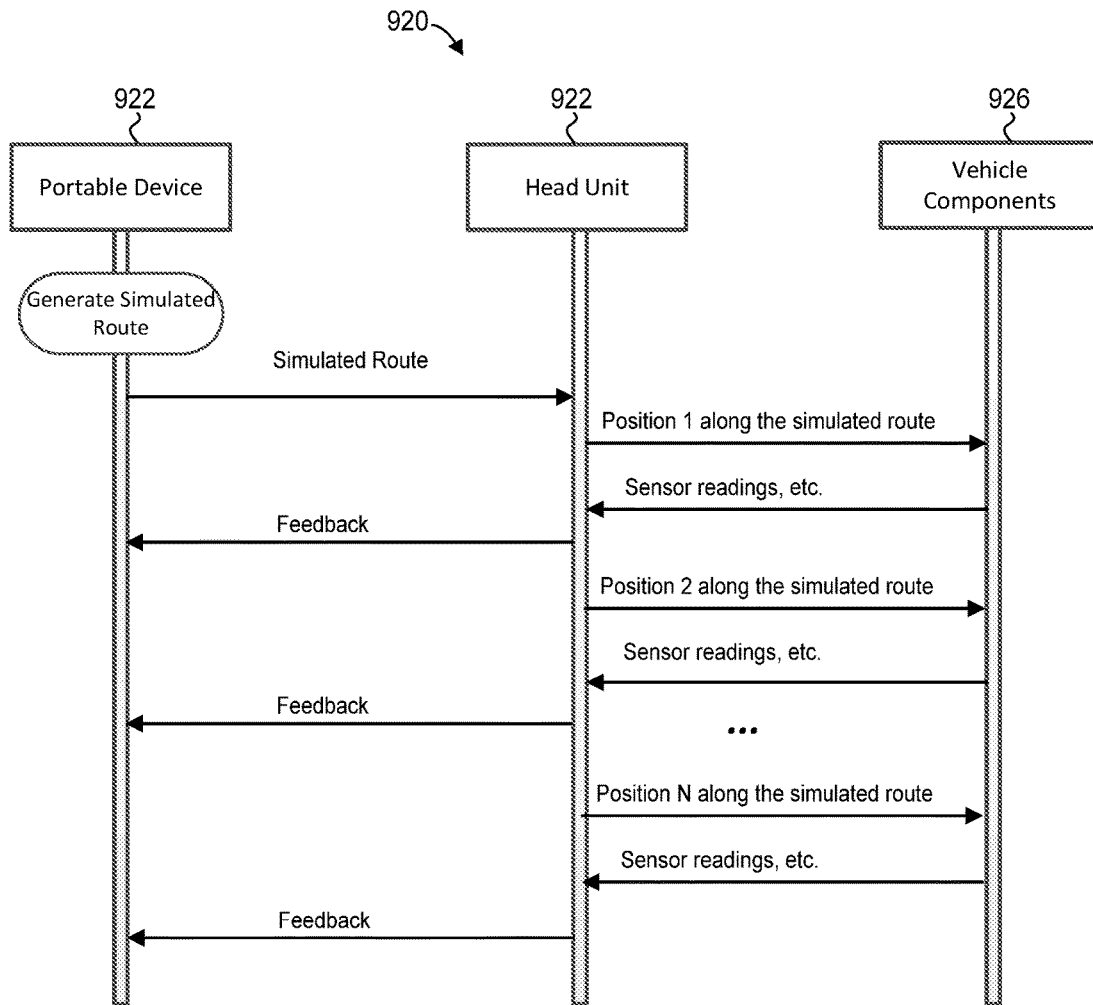 920
922
922
926
Portable Device
Head Unit
Vehicle
Components
Generate Simulated
Route
Simulated Route
Position 1 along the simulated route
Sensor readings, etc.
Feedback
Position 2 along the simulated route
Sensor readings, etc.
Feedback
...
Position N along the simulated route
Sensor readings, etc.
Feedback